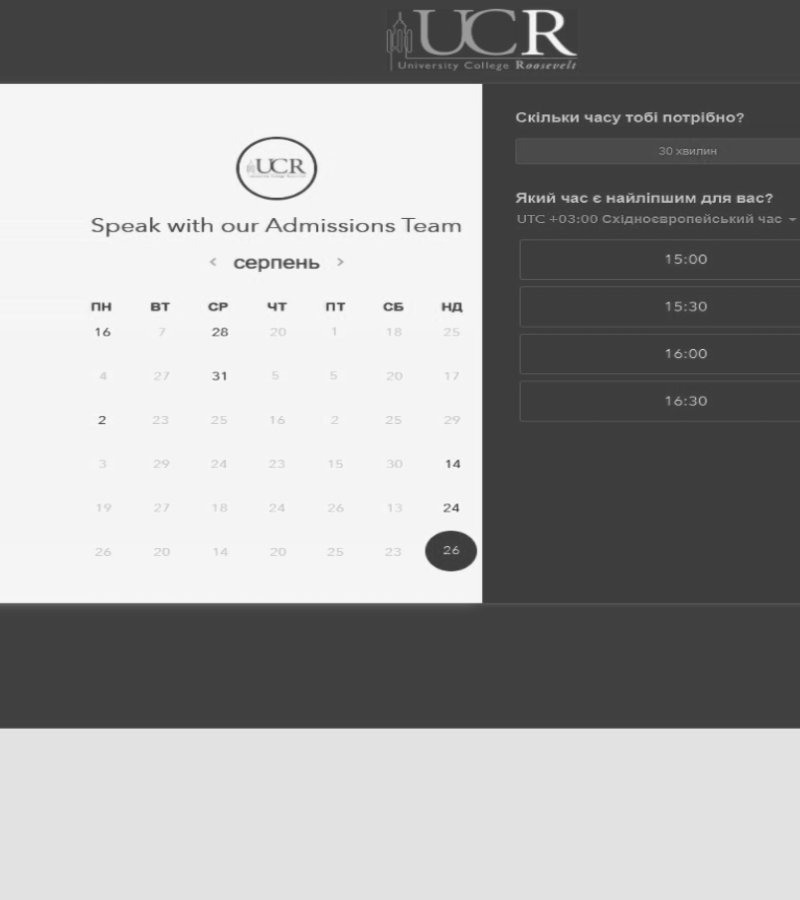 UCR
University College Roosevelt
UCR
Speak with our Admissions Team
< серпень >
ПН ВТ СР ЧТ ПТ СБ НД
16 7 28 20 1 18 25
4 27 31 5 5 20 17
2 23 25 16 2 25 29
3 29 24 23 15 30 14
19 27 18 24 26 13 24
26 20 14 20 25 23 26
Скільки часу тобі потрібно?
30 хвилин
Який час є найліпшим для вас?
UTC +03:00 Східноєвропейський час
15:00
15:30
16:00
16:30